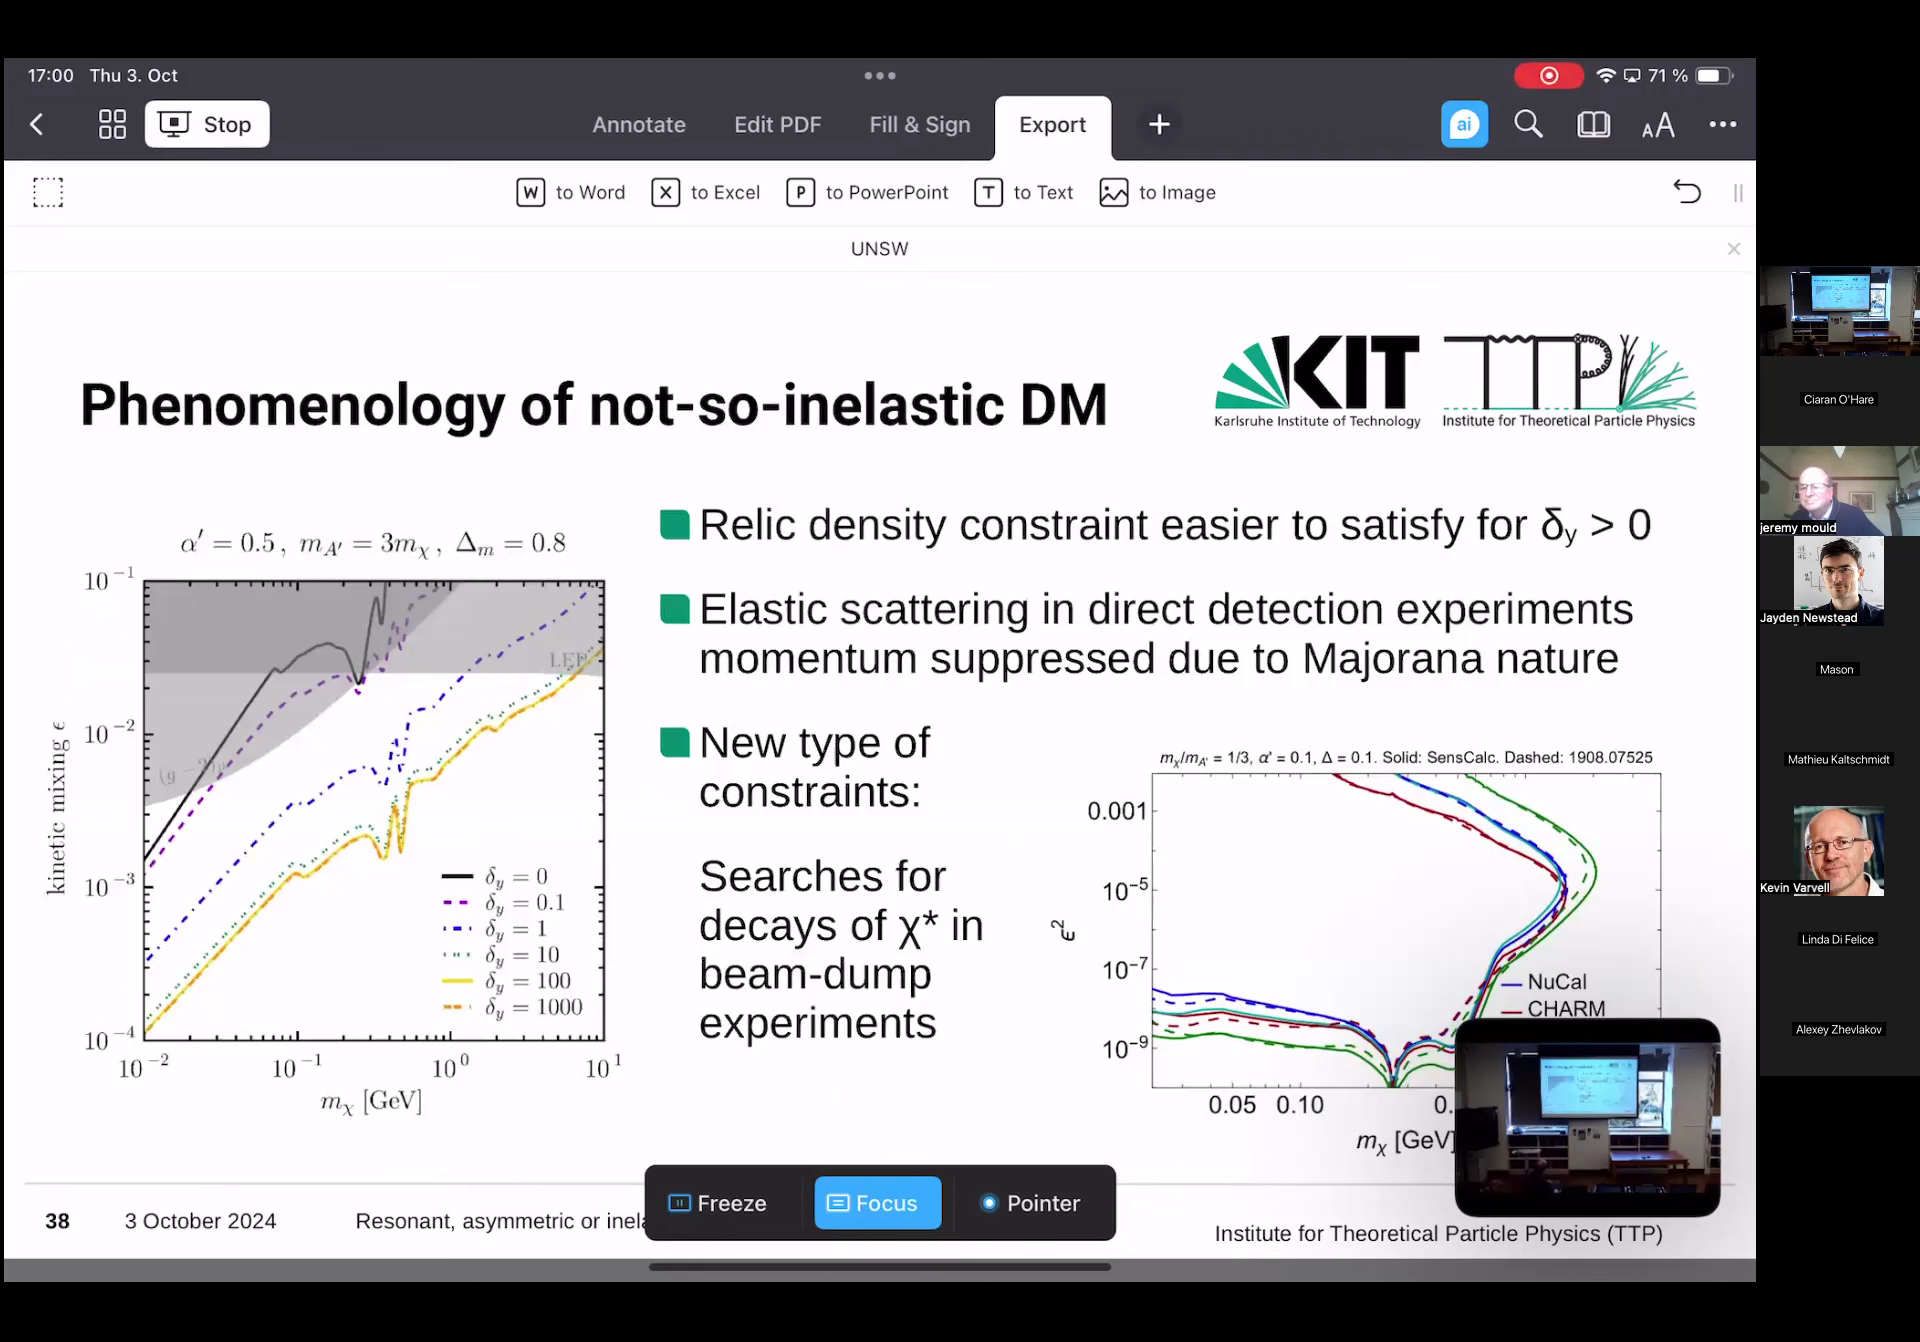 17:00 Thu 3. Oct
71 %
Stop
Annotate
Edit PDF
Fill & Sign
Export
ai
AA
W to Word
X to Excel
P to PowerPoint
T to Text
to Image
UNSW
Phenomenology of not-so-inelastic DM
KIT
Karlsruhe Institute of Technology
TTP
Institute for Theoretical Particle Physics
α′ = 0.5, m_A′ = 3m_χ, Δ_m = 0.8
10⁻¹
10⁻²
10⁻³
10⁻⁴
kinetic mixing ϵ
LEP
(g − 2)_μ
δ_y = 0
δ_y = 0.1
δ_y = 1
δ_y = 10
δ_y = 100
δ_y = 1000
10⁻² 10⁻¹ 10⁰ 10¹
m_χ [GeV]
Relic density constraint easier to satisfy for δ_y > 0
Elastic scattering in direct detection experiments
momentum suppressed due to Majorana nature
New type of
constraints:
Searches for
decays of χ* in
beam-dump
experiments
m_χ/m_A′ = 1/3, α′ = 0.1, Δ = 0.1. Solid: SensCalc. Dashed: 1908.07525
0.001
10⁻⁵
10⁻⁷
10⁻⁹
ϵ²
NuCal
CHARM
0.05 0.10 0.
m_χ [GeV]
38
3 October 2024
Resonant, asymmetric or inela
Institute for Theoretical Particle Physics (TTP)
Freeze
Focus
Pointer
Ciaran O'Hare
jeremy mould
Jayden Newstead
Mason
Mathieu Kaltschmidt
Kevin Varvell
Linda Di Felice
Alexey Zhevlakov